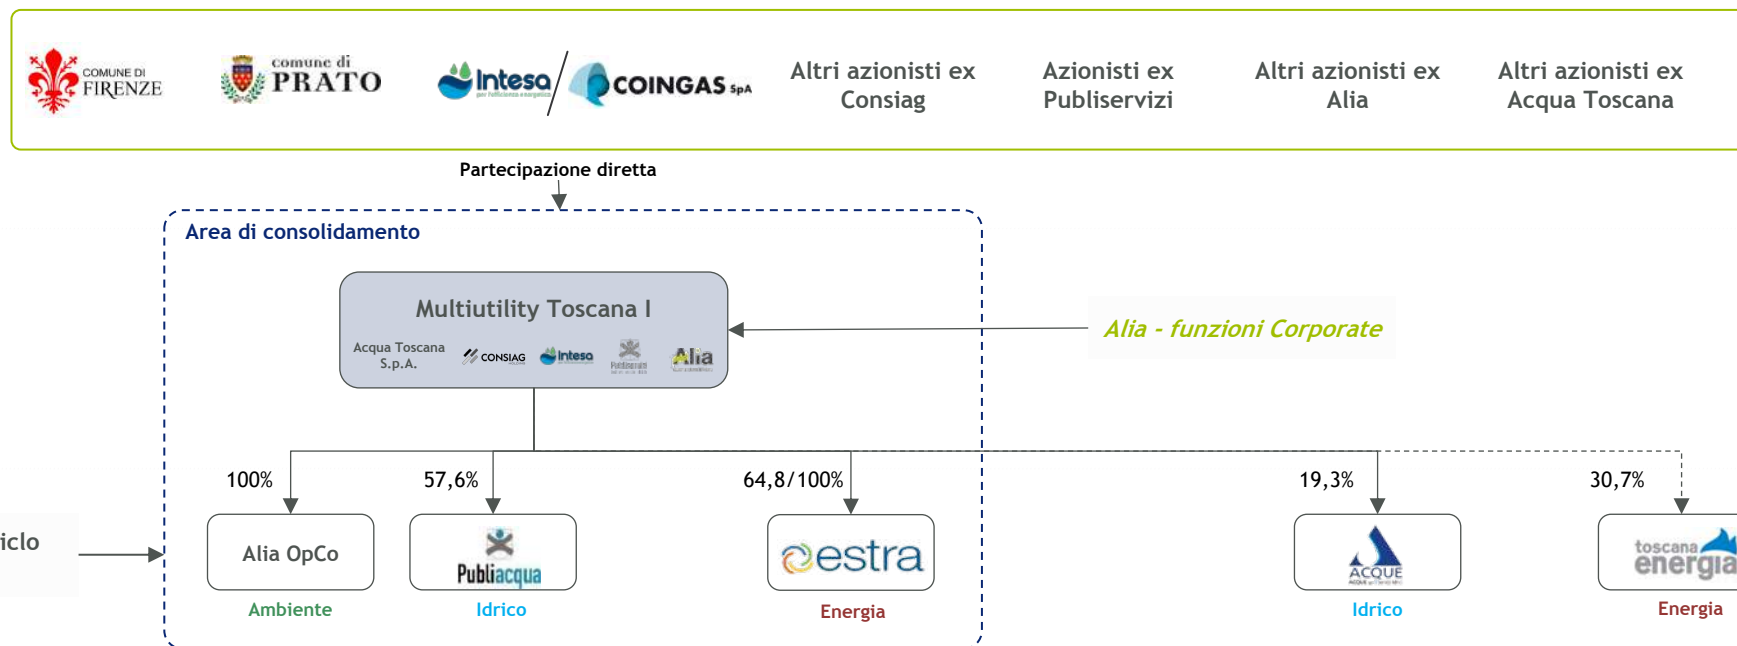 COMUNE DI
FIRENZE
comune di
PRATO
Intesa
COINGAS SpA
Altri azionisti ex
Consiag
Azionisti ex
Publiservizi
Altri azionisti ex
Alia
Altri azionisti ex
Acqua Toscana
Partecipazione diretta
Area di consolidamento
Multiutility Toscana I
Acqua Toscana
S.p.A.
CONSIAG
Intesa
Publiservizi
Alia
Alia - funzioni Corporate
100%
57,6%
64,8/100%
19,3%
30,7%
iclo
Alia OpCo
Publiacqua
estra
ACQUE
toscana
energia
Ambiente
Idrico
Energia
Idrico
Energia